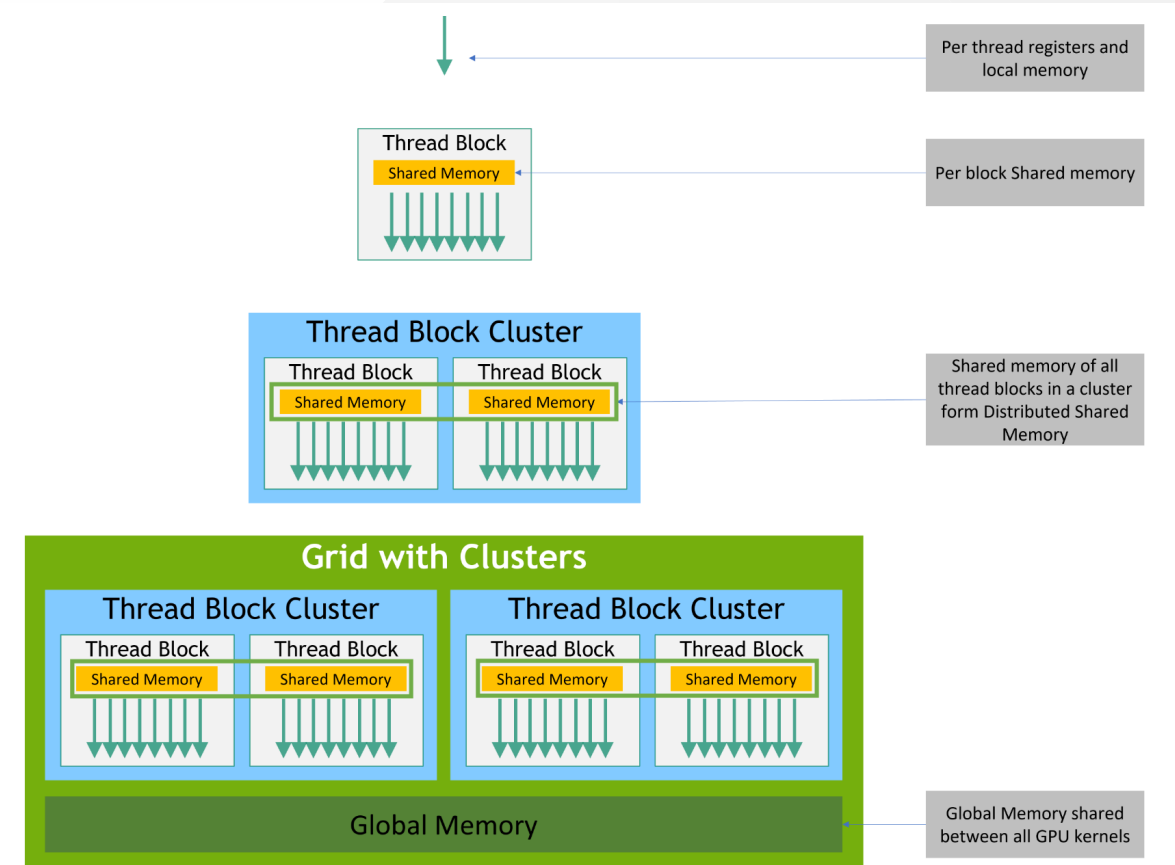 Per thread registers and
local memory
Thread Block
Shared Memory
Per block Shared memory
Thread Block Cluster
Thread Block
Thread Block
Shared Memory
Shared Memory
Shared memory of all
thread blocks in a cluster
form Distributed Shared
Memory
Grid with Clusters
Thread Block Cluster
Thread Block Cluster
Thread Block
Thread Block
Thread Block
Thread Block
Shared Memory
Shared Memory
Shared Memory
Shared Memory
Global Memory
Global Memory shared
between all GPU kernels